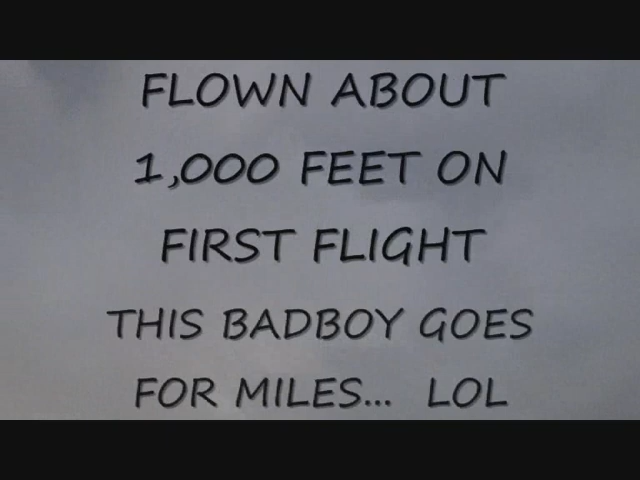 FLOWN ABOUT
1,000 FEET ON
FIRST FLIGHT
THIS BADBOY GOES
FOR MILES... LOL